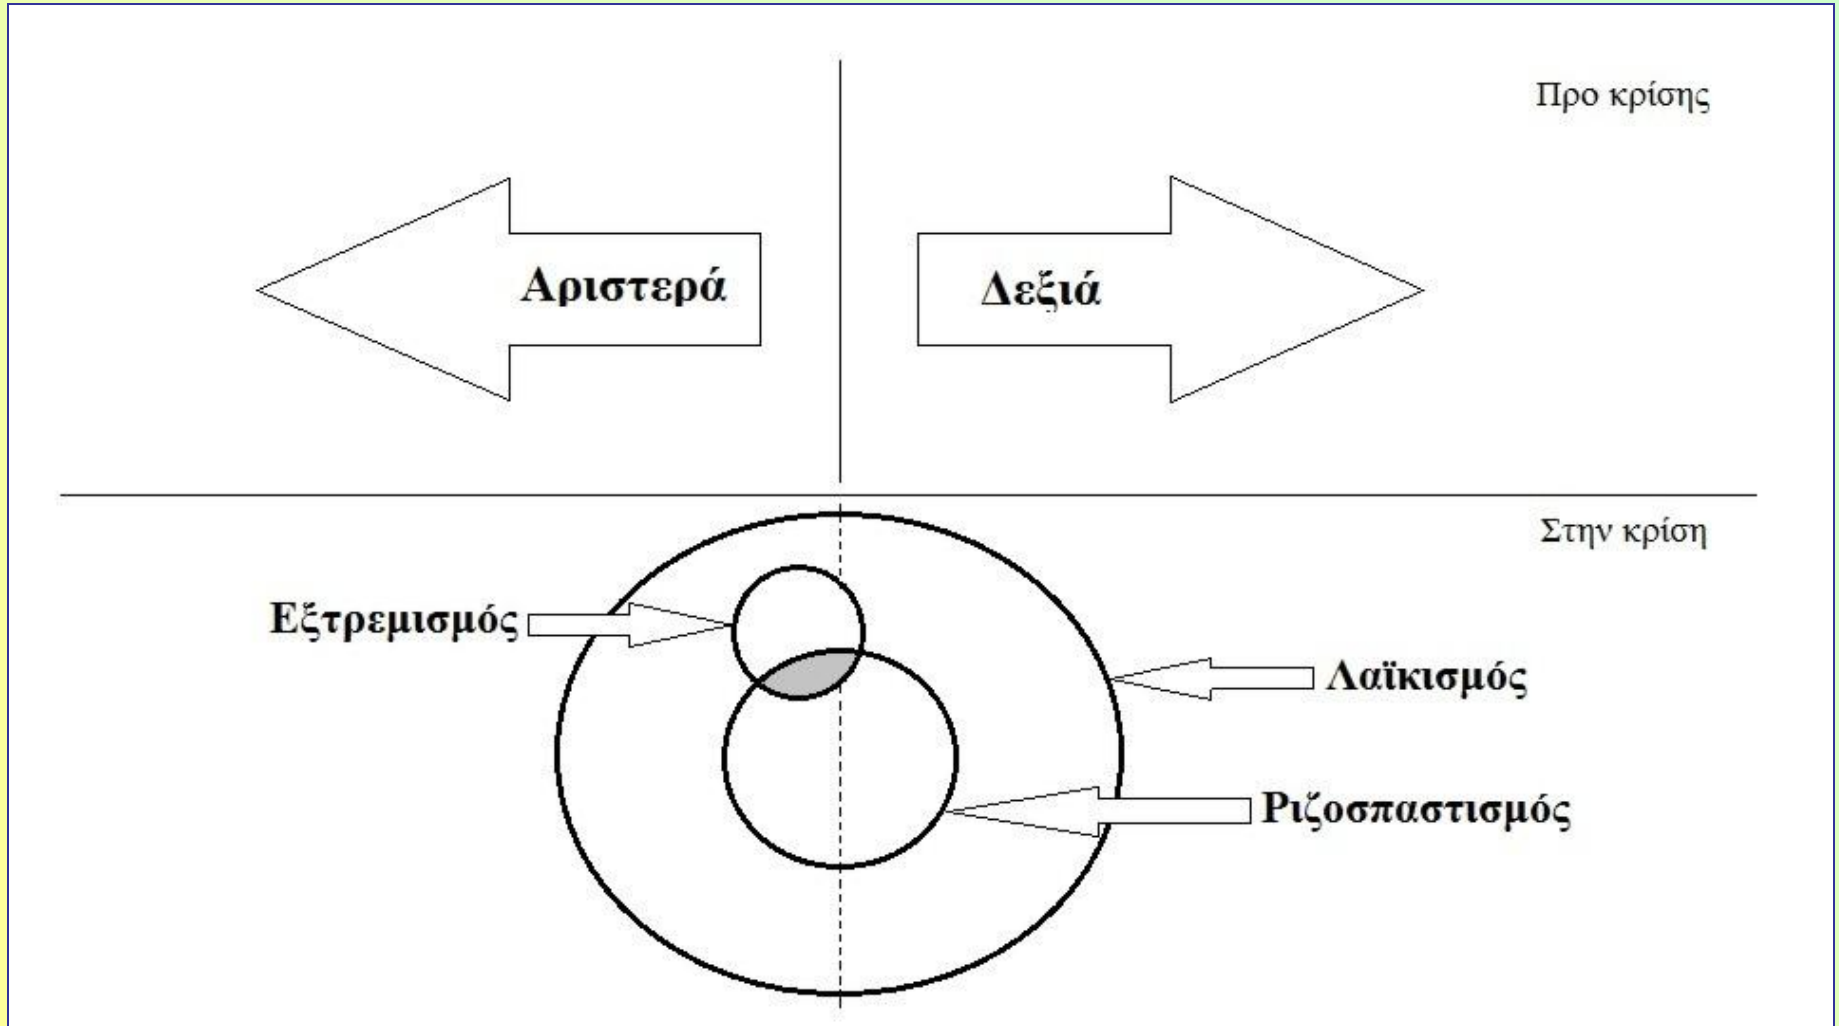 Προ κρίσης
Αριστερά
Δεξιά
Στην κρίση
Εξτρεμισμός
Λαϊκισμός
Ριζοσπαστισμός